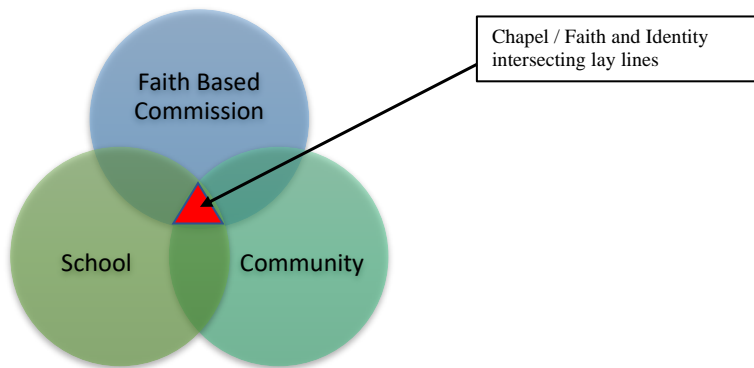 Chapel / Faith and Identity
intersecting lay lines
Faith Based
Commission
School
Community